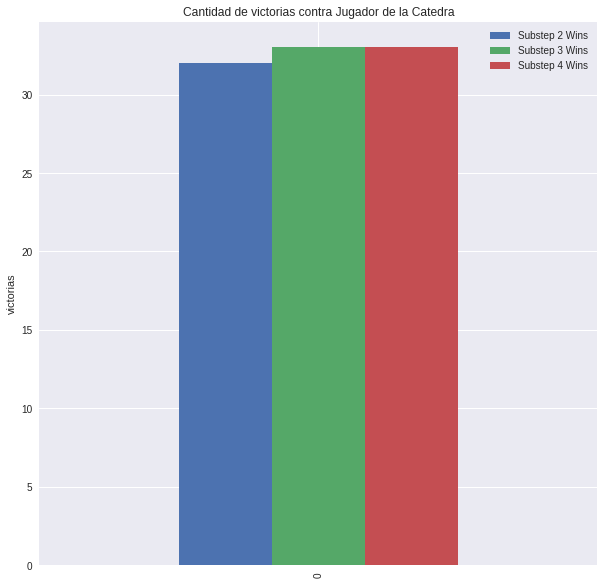 Cantidad de victorias contra Jugador de la Catedra
Substep 2 Wins
Substep 3 Wins
Substep 4 Wins
30
25
20
15
10
5
0
victorias
0